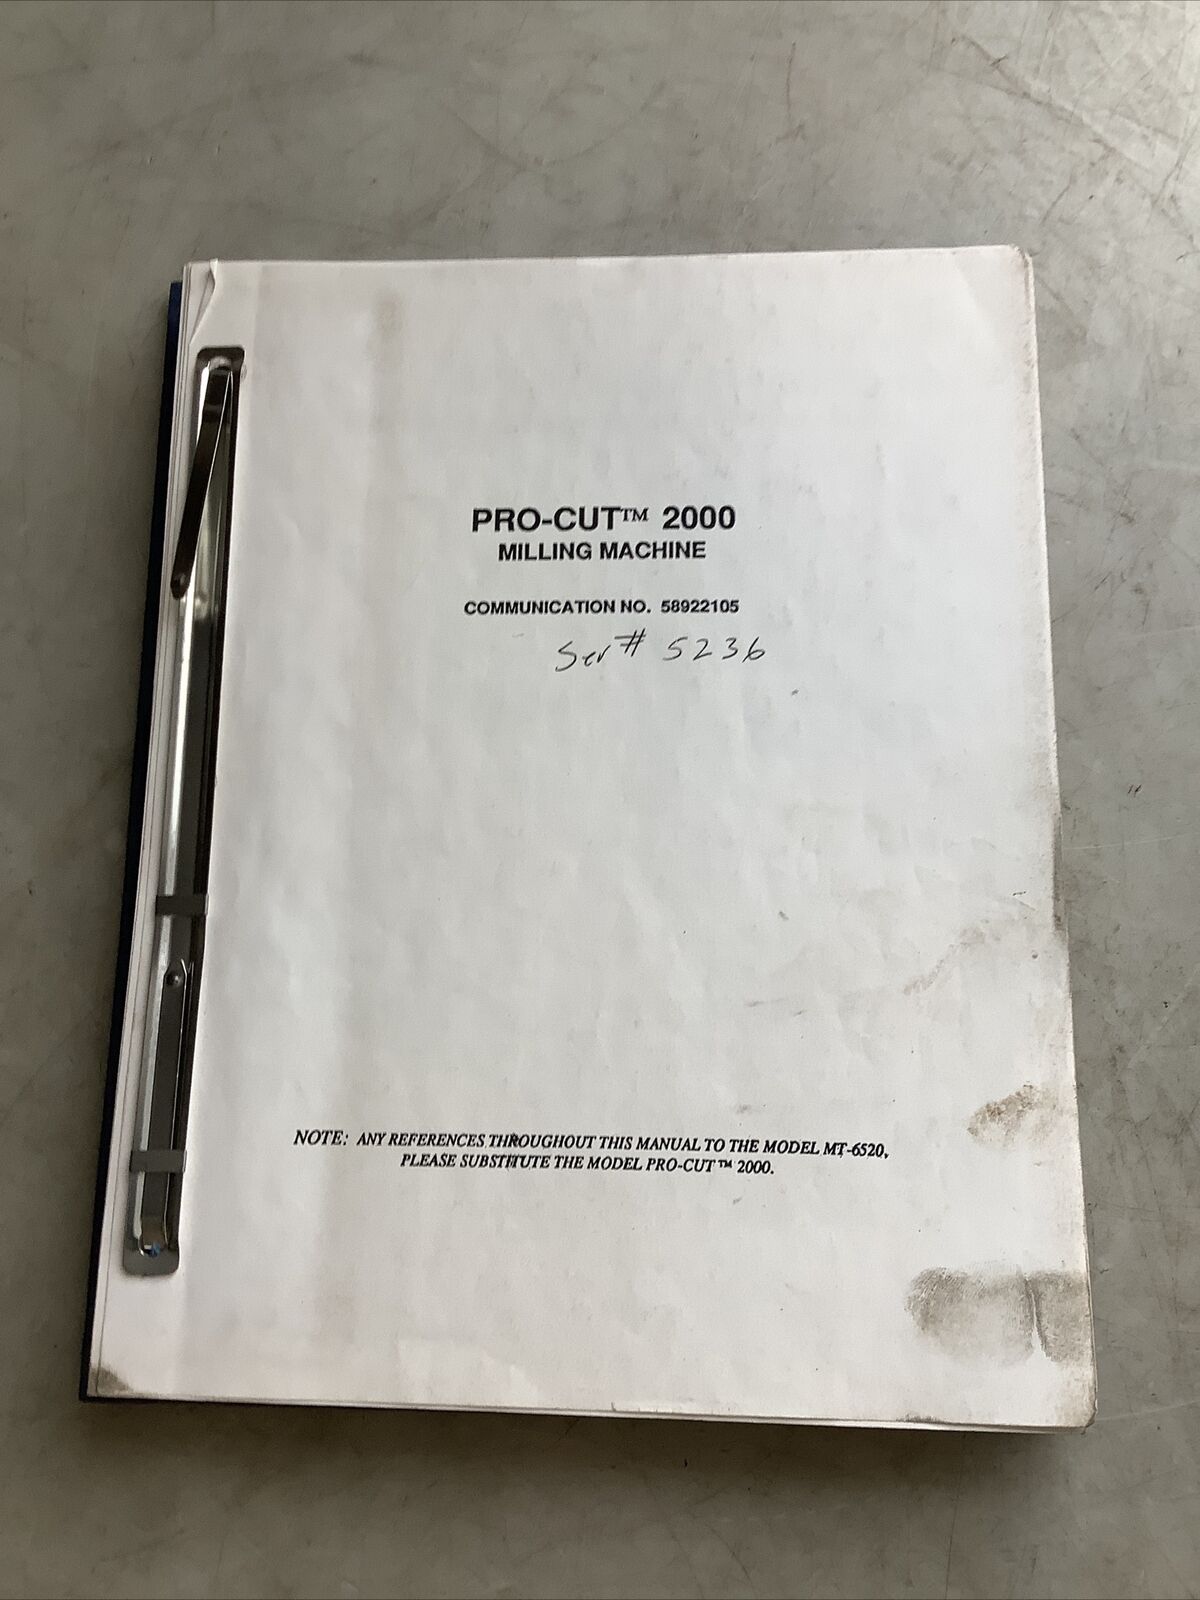 PRO-CUT™ 2000
MILLING MACHINE
COMMUNICATION NO. 58922105
Ser# 5236
NOTE: ANY REFERENCES THROUGHOUT THIS MANUAL TO THE MODEL MT-6520,
PLEASE SUBSTITUTE THE MODEL PRO-CUT™ 2000.